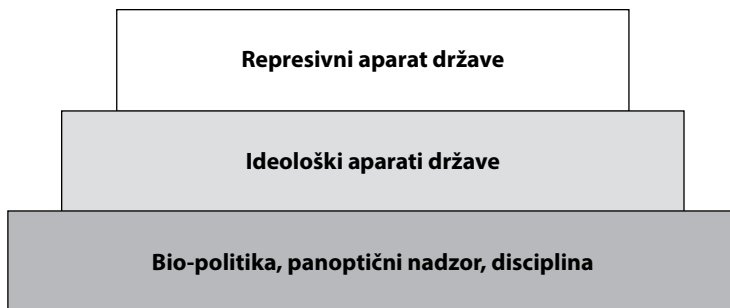 Represivni aparat države
Ideološki aparati države
Bio-politika, panoptični nadzor, disciplina